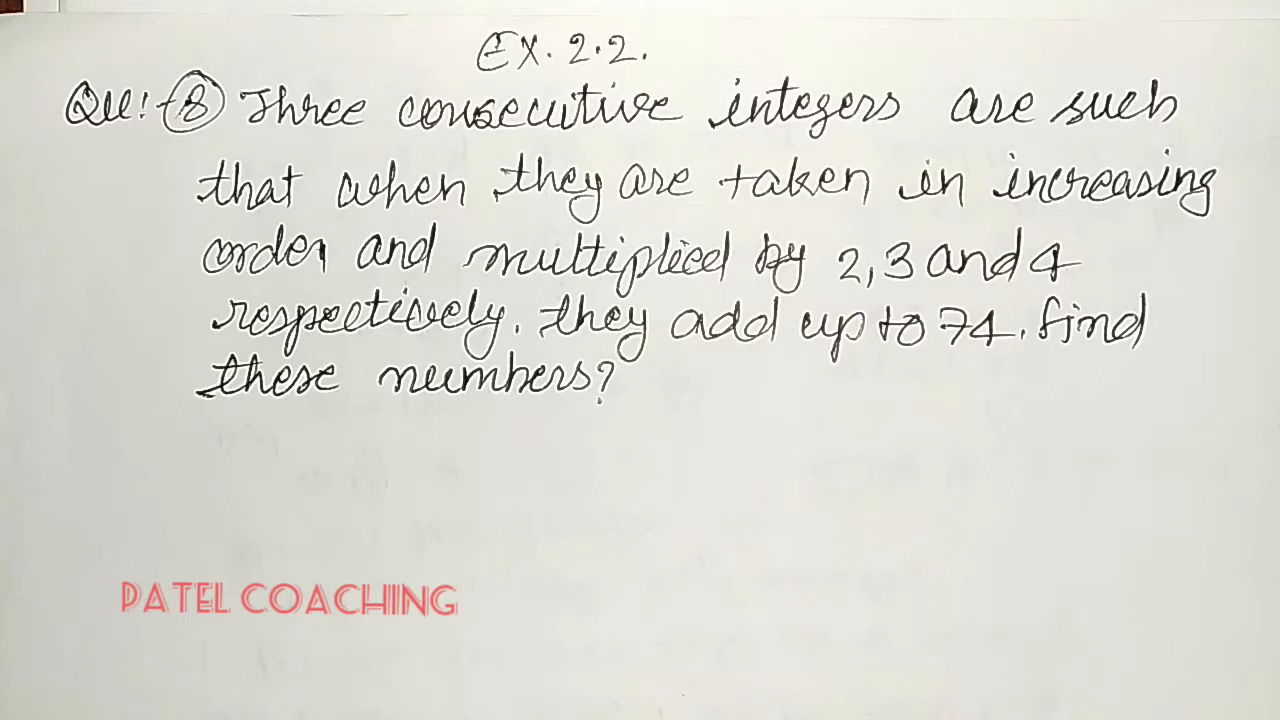 Ex. 2.2.
Qu:- 8 Three consecutive integers are such
that when they are taken in increasing
order and multiplied by 2, 3 and 4
respectively. they add up to 74. find
these numbers?
PATEL COACHING